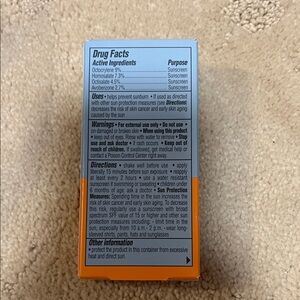 Drug Facts
Active Ingredients Purpose
Octocrylene 5% Sunscreen
Homosalate 7.3% Sunscreen
Octisalate 4.5% Sunscreen
Avobenzone 2.7% Sunscreen
Uses • helps prevent sunburn • If used as directed
with other sun protection measures (see Directions)
decreases the risk of skin cancer and early skin aging
caused by the sun
Warnings • For external use only • Do not use •
on damaged or broken skin • When using this product
• keep out of eyes. Rinse with water to remove • Stop
use and ask doctor • if rash occurs • Keep out of
reach of children. If swallowed, get medical help or
contact a Poison Control Center right away.
Directions • shake well before use • apply
liberally 15 minutes before sun exposure • reapply
at least every 2 hours • use a water resistant
sunscreen if swimming or sweating • children under
6 months of age: ask a doctor • Sun Protection
Measures: Spending time in the sun increases the
risk of skin cancer and early skin aging. To decrease
this risk, regularly use a sunscreen with broad
spectrum SPF value of 15 or higher and other sun
protection measures including: - limit time in the
sun, especially from 10 a.m. - 2 p.m. - wear long-
sleeved shirts, pants, hats and sunglasses
Other information
• protect the product in this container from excessive
heat and direct sun.